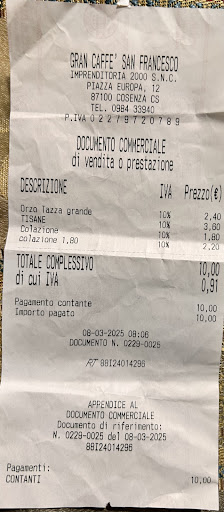 GRAN CAFFE' SAN FRANCESCO
IMPRENDITORIA 2000 S.N.C.
PIAZZA EUROPA, 12
87100 COSENZA CS
TEL. 0984 33940
P.IVA 02279720789
DOCUMENTO COMMERCIALE
di vendita o prestazione
DESCRIZIONE IVA Prezzo(€)
Orzo Tazza grande 10% 2,40
TISANE 10% 3,60
Colazione 10% 1,80
colazione 1,80 10% 2,20
TOTALE COMPLESSIVO 10,00
di cui IVA 0,91
Pagamento contante 10,00
Importo pagato 10,00
08-03-2025 09:06
DOCUMENTO N. 0229-0025
RT 88I24014296
APPENDICE AL
DOCUMENTO COMMERCIALE
Documento di riferimento:
N. 0229-0025 del 08-03-2025
88I24014296
Pagamenti:
CONTANTI 10,00